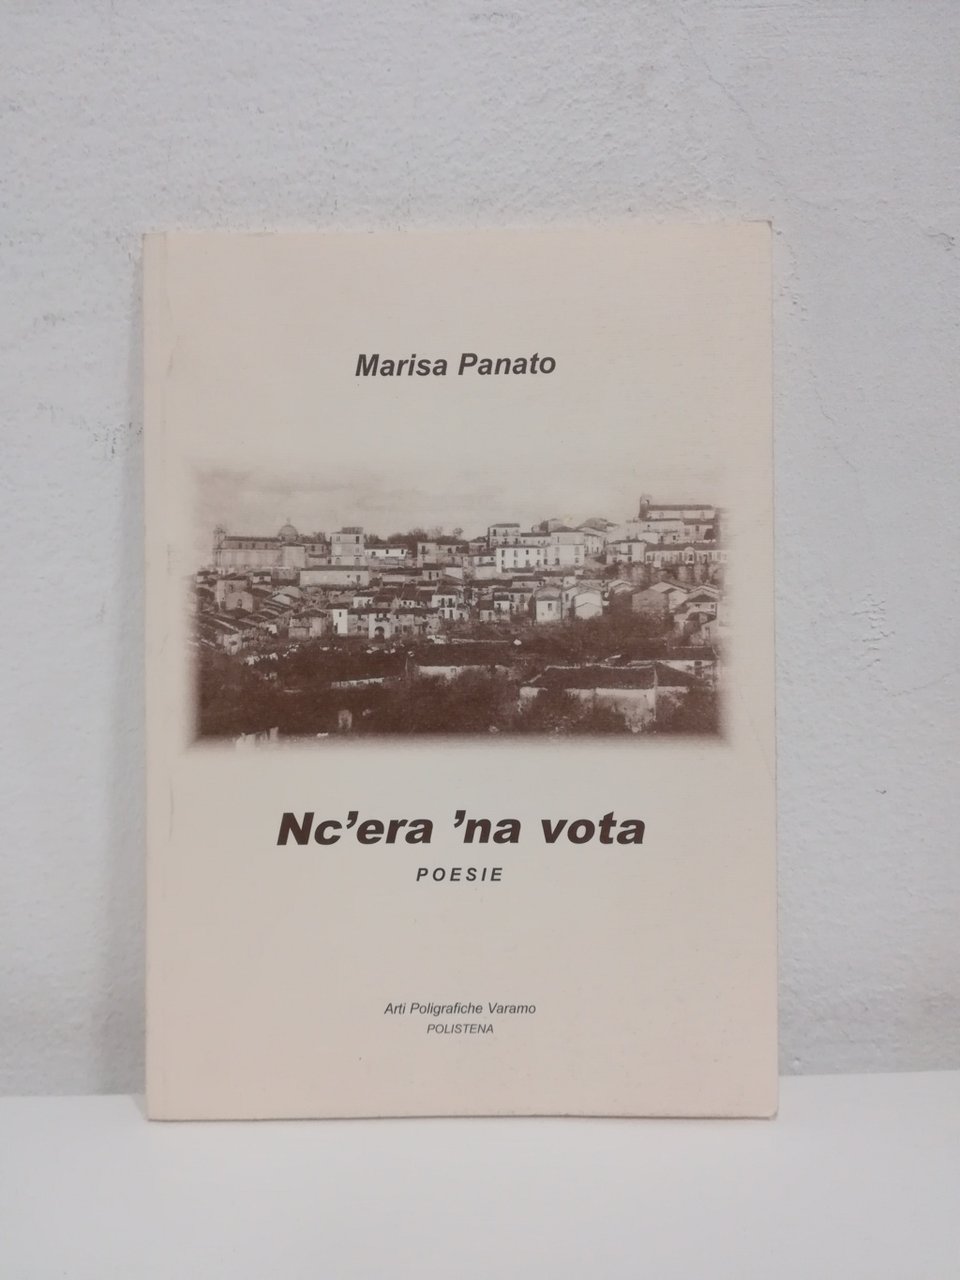 Marisa Panato
Nc’era ’na vota
POESIE
Arti Poligrafiche Varamo
POLISTENA